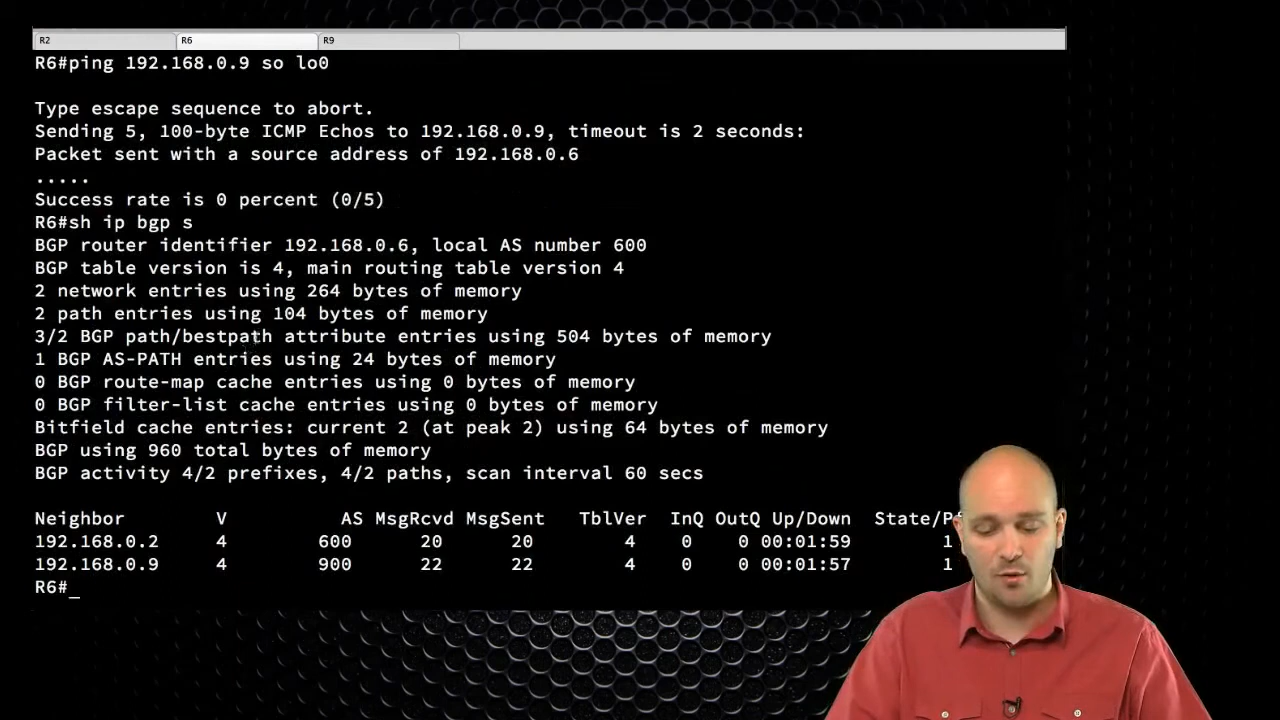 R2 R6 R9
R6#ping 192.168.0.9 so lo0
Type escape sequence to abort.
Sending 5, 100-byte ICMP Echos to 192.168.0.9, timeout is 2 seconds:
Packet sent with a source address of 192.168.0.6
.....
Success rate is 0 percent (0/5)
R6#sh ip bgp s
BGP router identifier 192.168.0.6, local AS number 600
BGP table version is 4, main routing table version 4
2 network entries using 264 bytes of memory
2 path entries using 104 bytes of memory
3/2 BGP path/bestpath attribute entries using 504 bytes of memory
1 BGP AS-PATH entries using 24 bytes of memory
0 BGP route-map cache entries using 0 bytes of memory
0 BGP filter-list cache entries using 0 bytes of memory
Bitfield cache entries: current 2 (at peak 2) using 64 bytes of memory
BGP using 960 total bytes of memory
BGP activity 4/2 prefixes, 4/2 paths, scan interval 60 secs
Neighbor V AS MsgRcvd MsgSent TblVer InQ OutQ Up/Down
192.168.0.2 4 600 20 20 4 0 0 00:01:59 1
192.168.0.9 4 900 22 22 4 0 0 00:01:57 1
R6#_